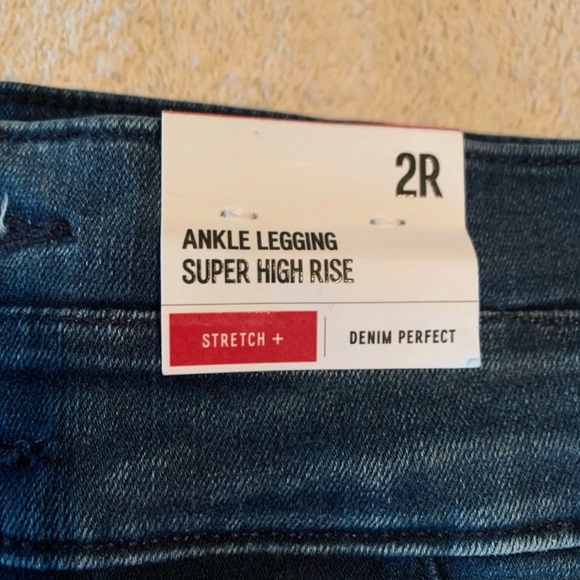 2R
ANKLE LEGGING
SUPER HIGH RISE
STRETCH +
DENIM PERFECT